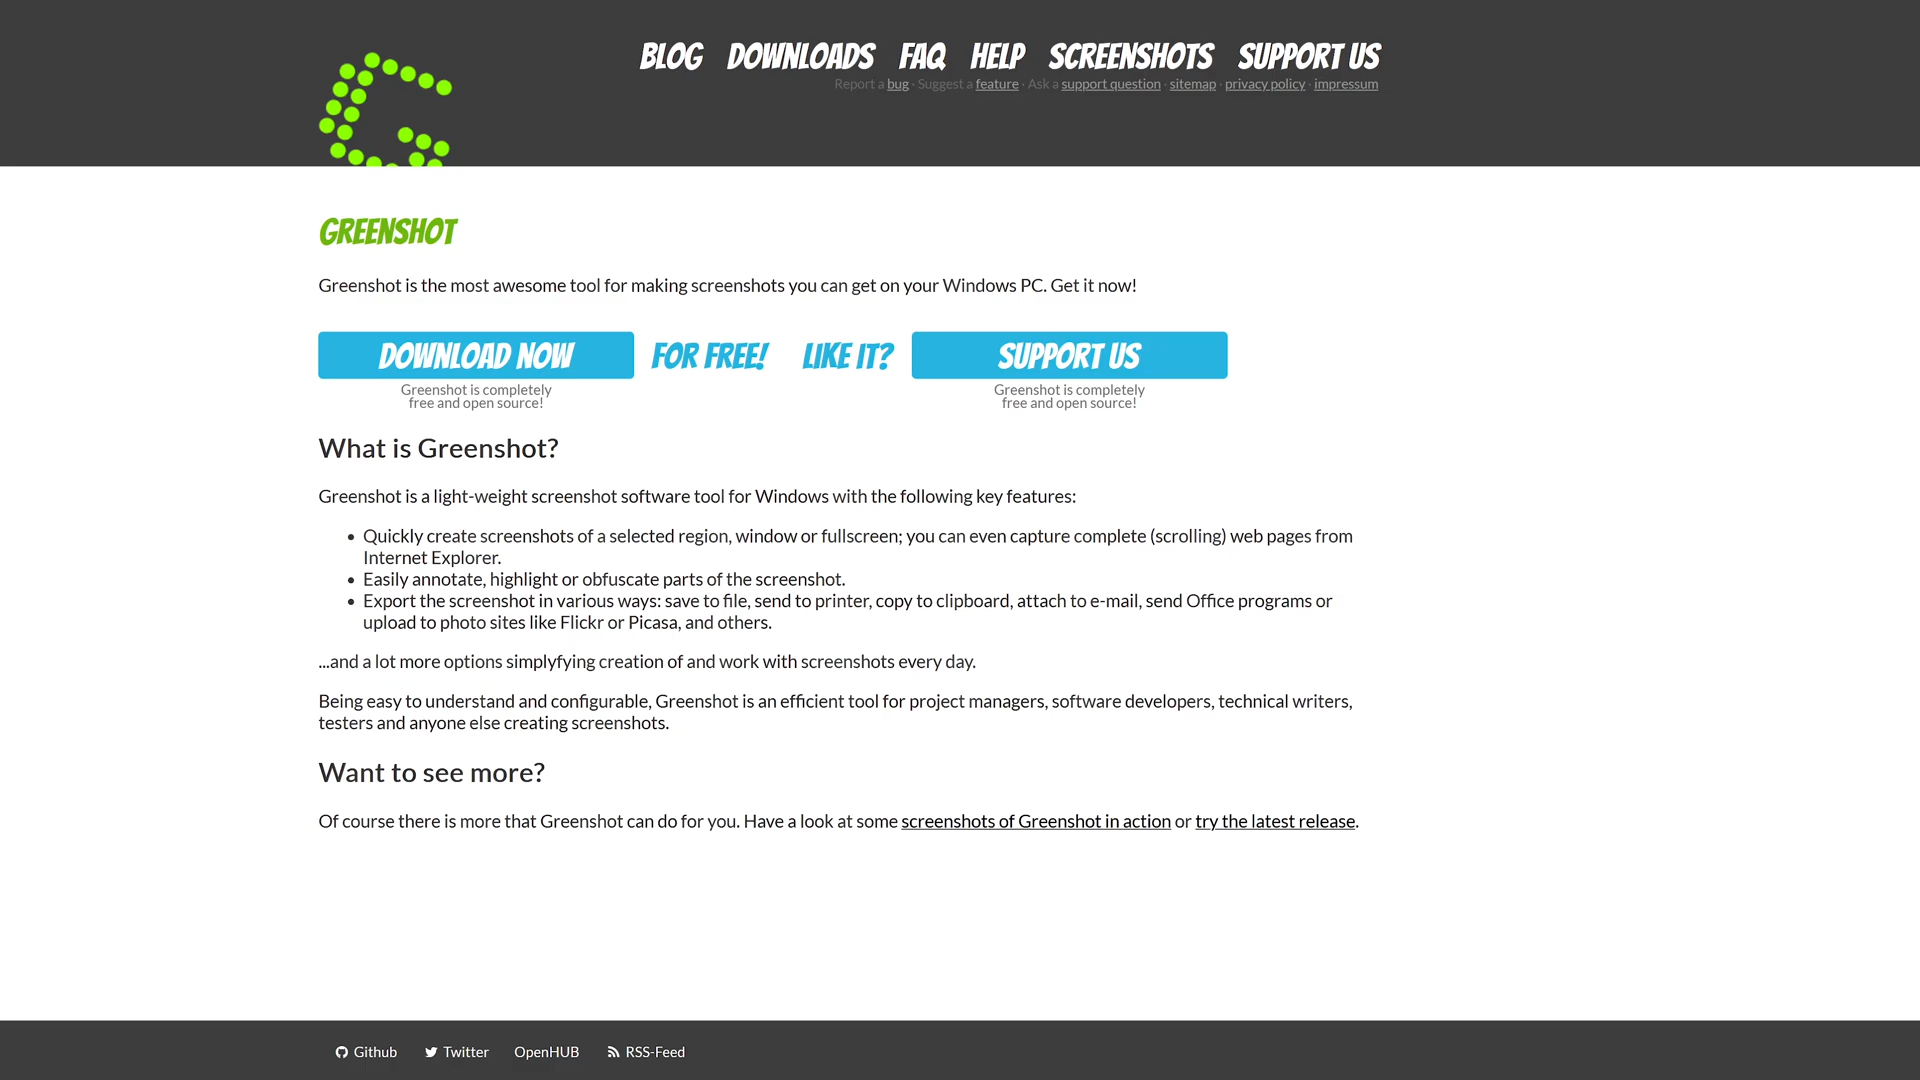 BLOG DOWNLOADS FAQ HELP SCREENSHOTS SUPPORT US
Report a bug · Suggest a feature · Ask a support question · sitemap · privacy policy · impressum
GREENSHOT
Greenshot is the most awesome tool for making screenshots you can get on your Windows PC. Get it now!
DOWNLOAD NOW FOR FREE! LIKE IT? SUPPORT US
Greenshot is completely
free and open source!
Greenshot is completely
free and open source!
What is Greenshot?
Greenshot is a light-weight screenshot software tool for Windows with the following key features:
• Quickly create screenshots of a selected region, window or fullscreen; you can even capture complete (scrolling) web pages from
Internet Explorer.
• Easily annotate, highlight or obfuscate parts of the screenshot.
• Export the screenshot in various ways: save to file, send to printer, copy to clipboard, attach to e-mail, send Office programs or
upload to photo sites like Flickr or Picasa, and others.
...and a lot more options simplyfying creation of and work with screenshots every day.
Being easy to understand and configurable, Greenshot is an efficient tool for project managers, software developers, technical writers,
testers and anyone else creating screenshots.
Want to see more?
Of course there is more that Greenshot can do for you. Have a look at some screenshots of Greenshot in action or try the latest release.
Github Twitter OpenHUB RSS-Feed